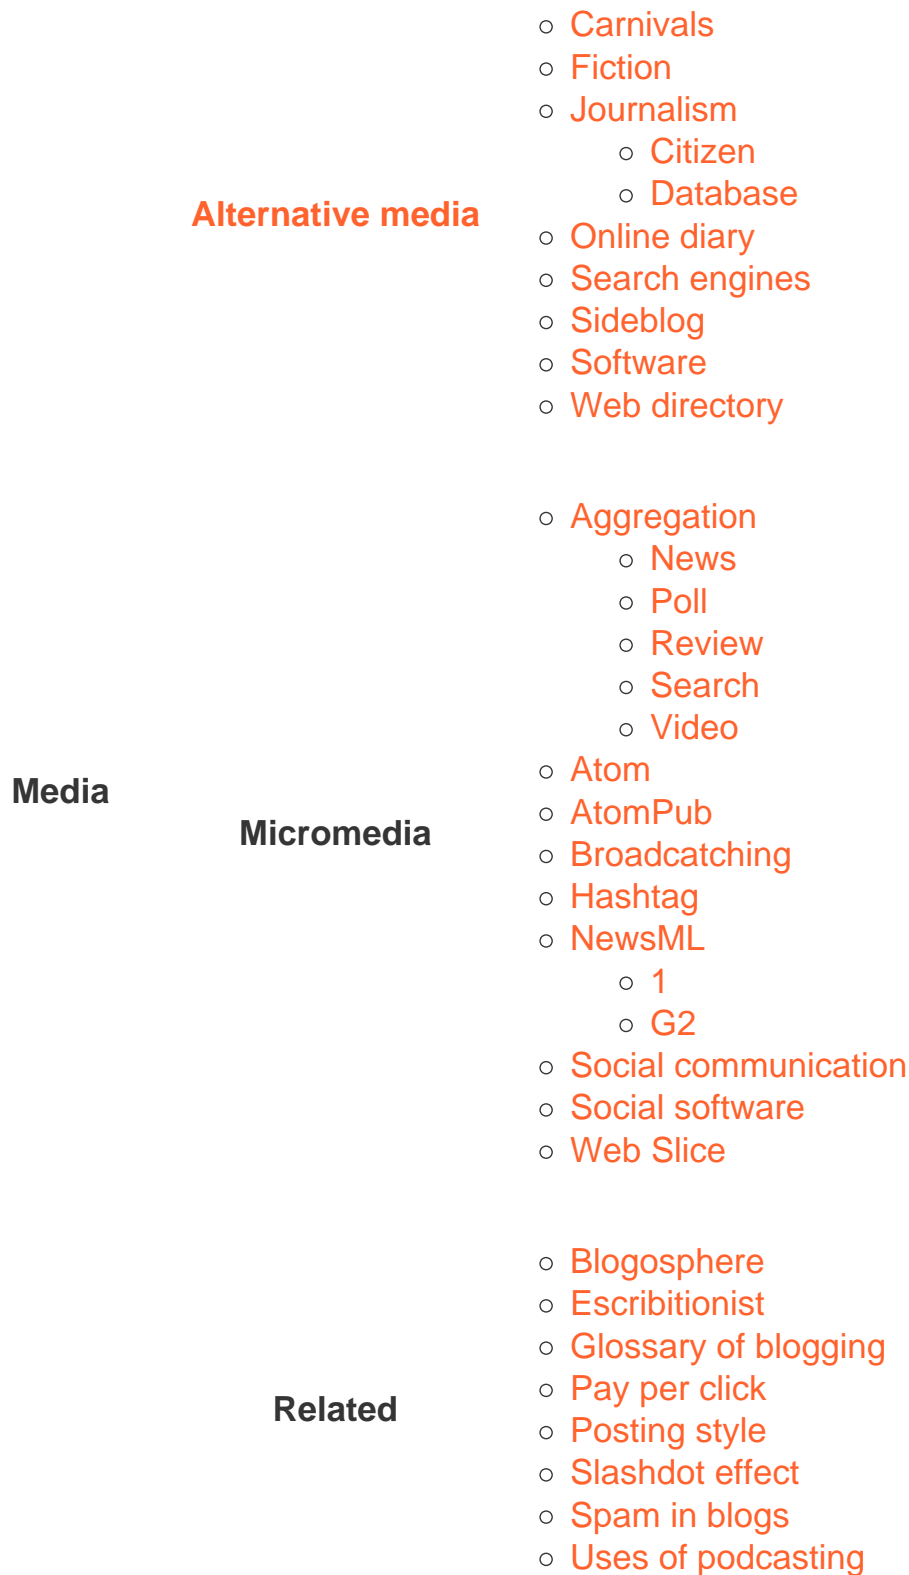 Media
Alternative media
Carnivals
Fiction
Journalism
Citizen
Database
Online diary
Search engines
Sideblog
Software
Web directory
Micromedia
Aggregation
News
Poll
Review
Search
Video
Atom
AtomPub
Broadcatching
Hashtag
NewsML
1
G2
Social communication
Social software
Web Slice
Related
Blogosphere
Escribitionist
Glossary of blogging
Pay per click
Posting style
Slashdot effect
Spam in blogs
Uses of podcasting